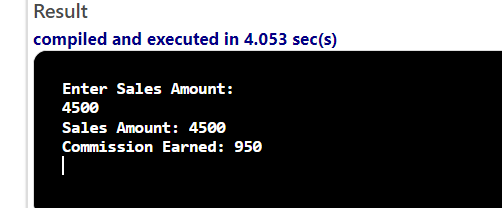 Result
compiled and executed in 4.053 sec(s)
Enter Sales Amount:
4500
Sales Amount: 4500
Commission Earned: 950